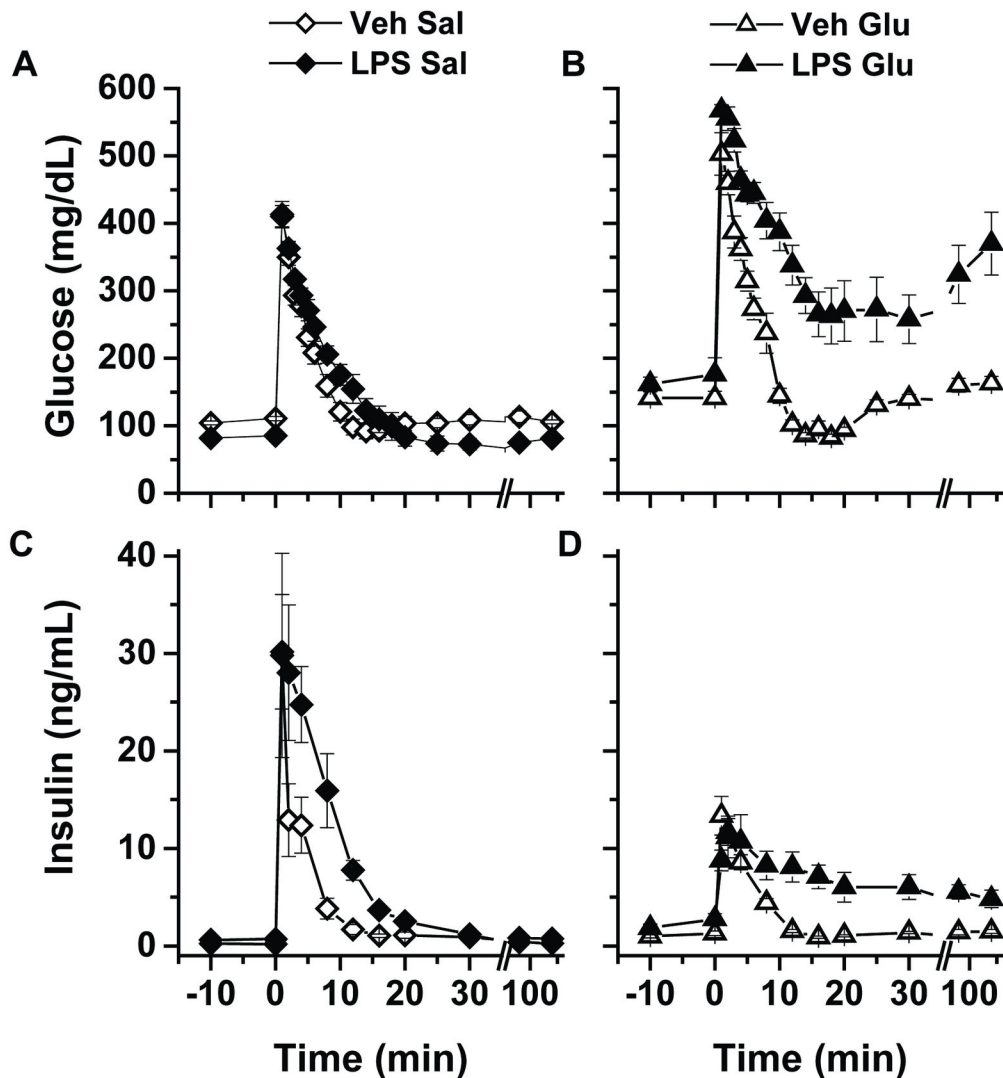 Veh Sal
LPS Sal
Veh Glu
LPS Glu
A
B
600
500
400
300
200
100
0
Glucose (mg/dL)
C
D
40
30
20
10
0
Insulin (ng/mL)
-10 0 10 20 30 100
-10 0 10 20 30 100
Time (min)
Time (min)